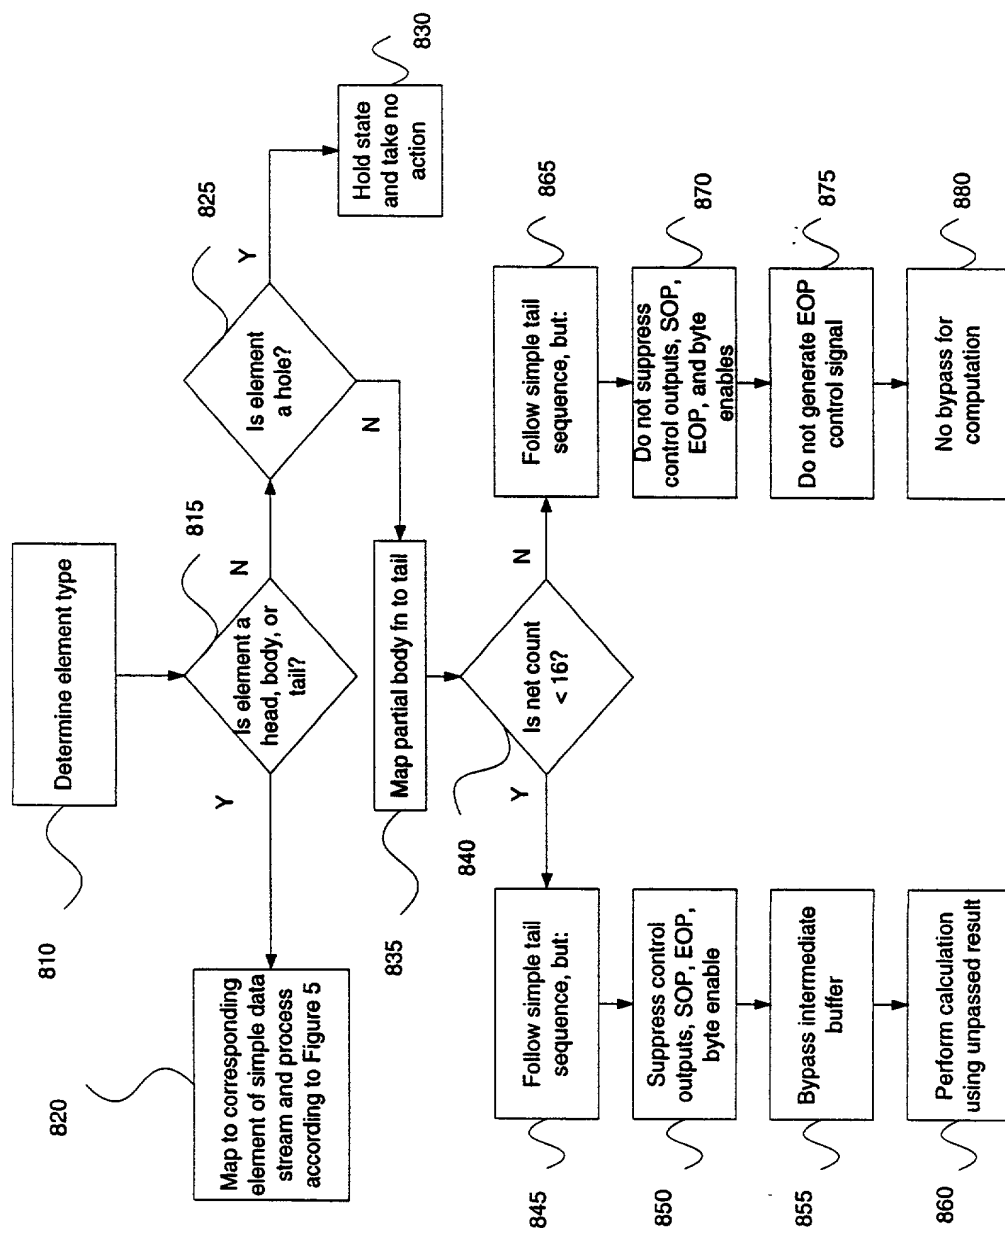 Determine element type
810
Is element a
head, body, or
tail?
815
Y
N
Map to corresponding
element of simple data
stream and process
according to Figure 5
820
Is element
a hole?
825
Y
N
Hold state
and take no
action
830
Map partial body fn to tail
835
Is net count
< 16?
840
Y
N
Follow simple tail
sequence, but:
845
Suppress control
outputs, SOP, EOP,
byte enable
850
Bypass intermediate
buffer
855
Perform calculation
using unpassed result
860
Follow simple tail
sequence, but:
865
Do not suppress
control outputs, SOP,
EOP, and byte
enables
870
Do not generate EOP
control signal
875
No bypass for
computation
880